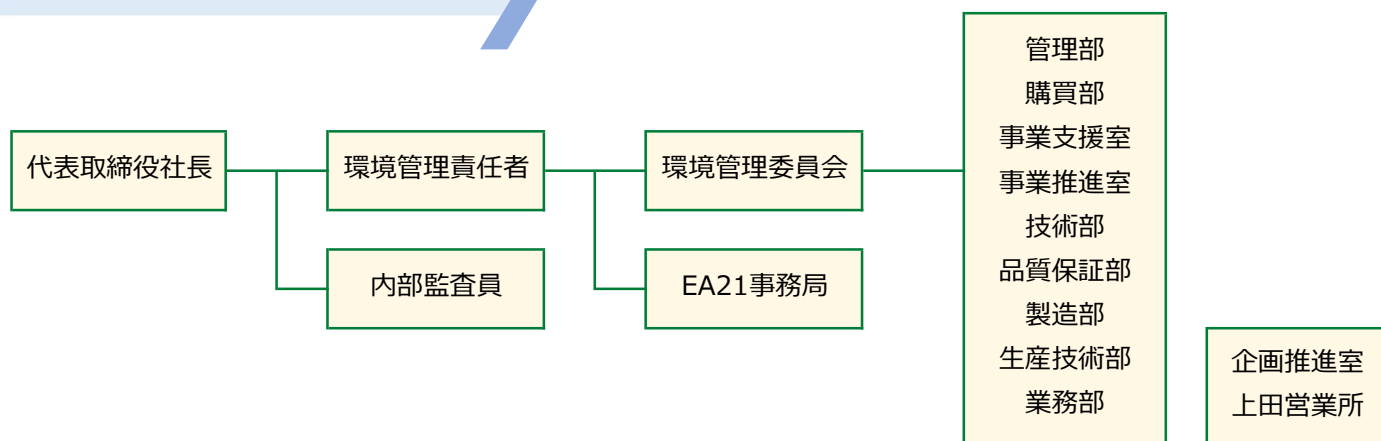 代表取締役社長
環境管理責任者
内部監査員
環境管理委員会
EA21事務局
管理部
購買部
事業支援室
事業推進室
技術部
品質保証部
製造部
生産技術部
業務部
企画推進室
上田営業所